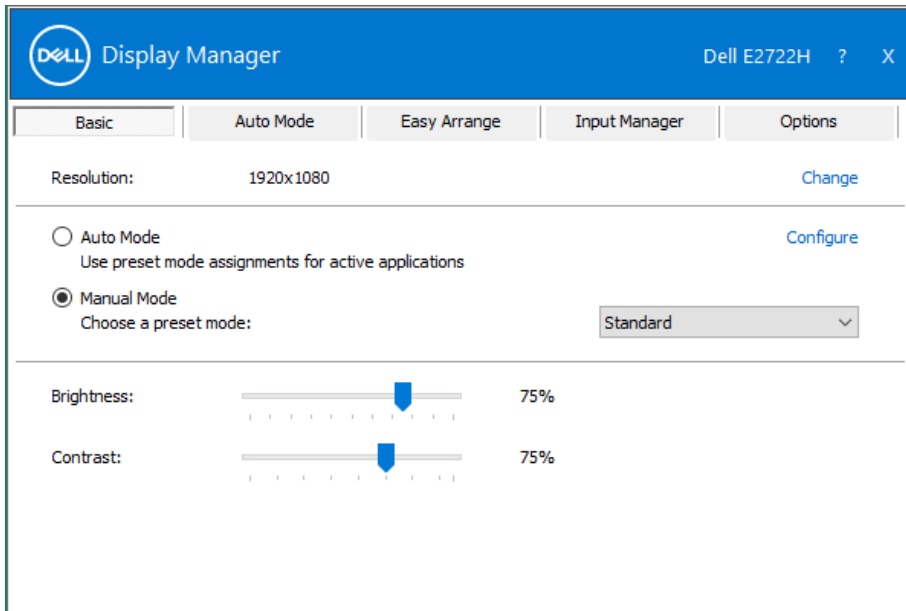 DELL Display Manager Dell E2722H ? X
Basic Auto Mode Easy Arrange Input Manager Options
Resolution: 1920x1080 Change
Auto Mode Configure
Use preset mode assignments for active applications
Manual Mode
Choose a preset mode: Standard
Brightness: 75%
Contrast: 75%